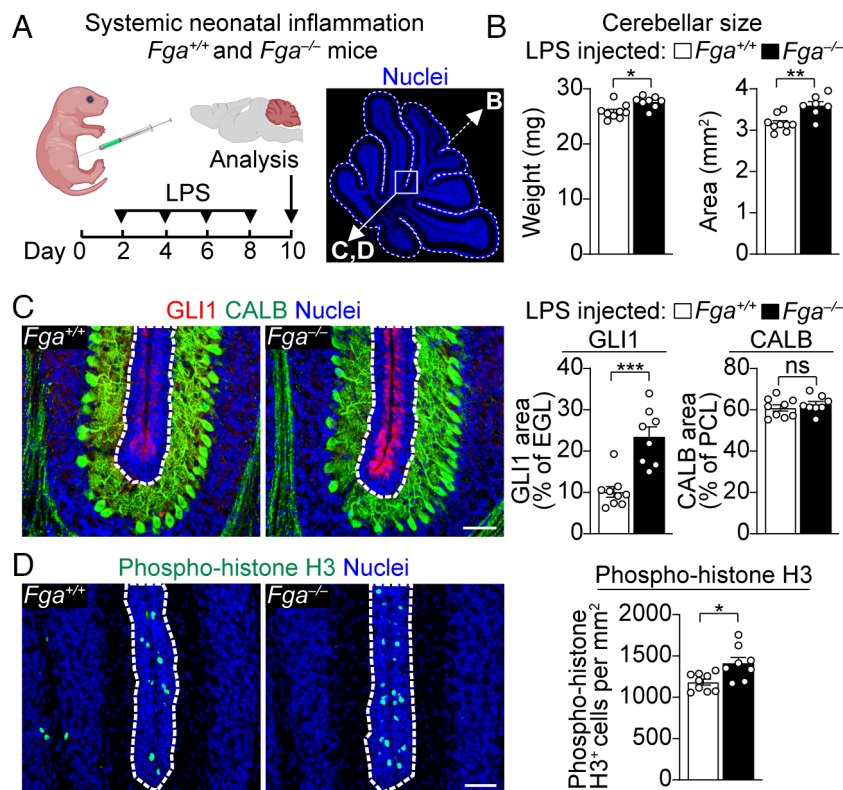 A
Systemic neonatal inflammation
Fga+/+ and Fga–/– mice
Nuclei
B
Analysis
LPS
Day 0 2 4 6 8 10
C,D
B
Cerebellar size
LPS injected: Fga+/+ Fga–/–
Weight (mg)
30
20
10
0
*
Area (mm2)
4
3
2
1
0
**
C
GLI1 CALB Nuclei
Fga+/+
Fga–/–
LPS injected: Fga+/+ Fga–/–
GLI1
GLI1 area
(% of EGL)
40
30
20
10
0
***
CALB
CALB area
(% of PCL)
80
60
40
20
0
ns
D
Phospho-histone H3 Nuclei
Fga+/+
Fga–/–
Phospho-histone H3
Phospho-histone
H3+ cells per mm2
2000
1500
1000
500
0
*